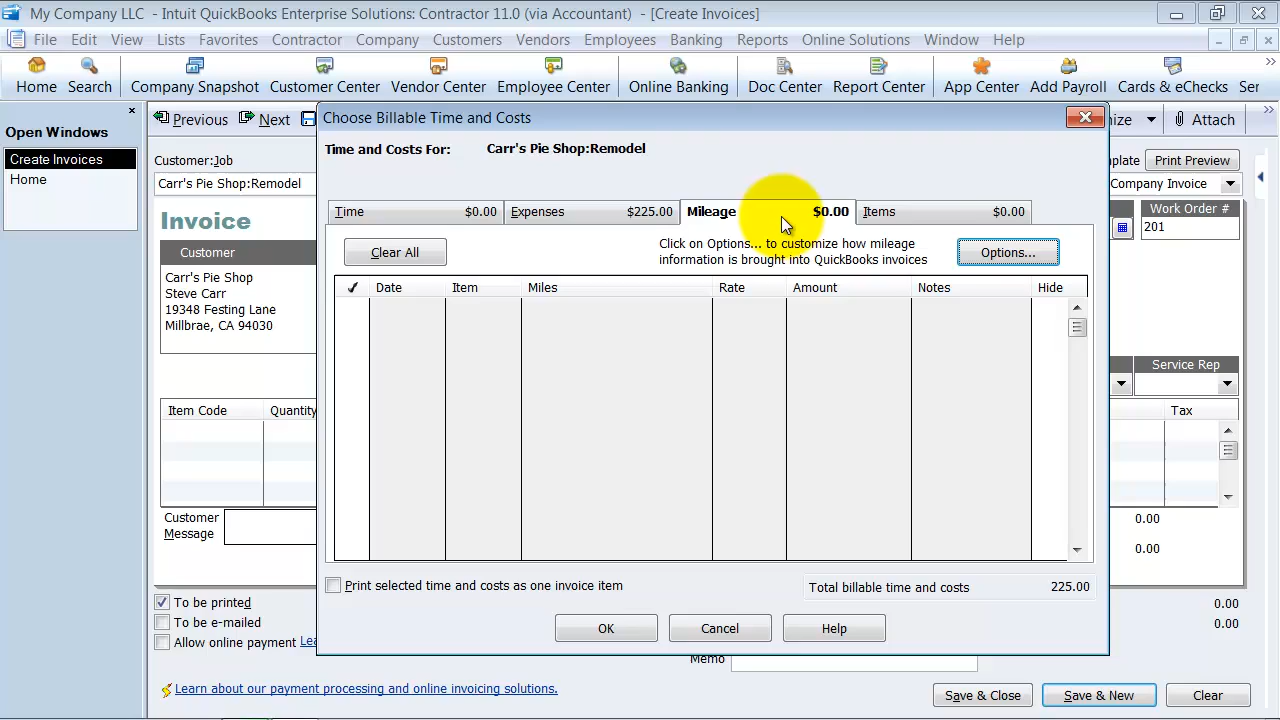 My Company LLC - Intuit QuickBooks Enterprise Solutions: Contractor 11.0 (via Accountant) - [Create Invoices]
File Edit View Lists Favorites Contractor Company Customers Vendors Employees Banking Reports Online Solutions Window Help
Home Search Company Snapshot Customer Center Vendor Center Employee Center Online Banking Doc Center Report Center App Center Add Payroll Cards & eChecks Ser
Open Windows
Create Invoices
Home
Previous Next
Attach
Customer:Job
Print Preview
Carr's Pie Shop:Remodel
Company Invoice
Invoice
Work Order #
201
Customer
Carr's Pie Shop
Steve Carr
19348 Festing Lane
Millbrae, CA 94030
Service Rep
Item Code Quantity
Tax
Customer
Message
0.00
0.00
To be printed
To be e-mailed
Allow online payment
0.00
0.00
Memo
Learn about our payment processing and online invoicing solutions.
Save & Close Save & New Clear
Choose Billable Time and Costs
Time and Costs For: Carr's Pie Shop:Remodel
Time $0.00 Expenses $225.00 Mileage $0.00 Items $0.00
Clear All
Click on Options... to customize how mileage
information is brought into QuickBooks invoices
Options...
Date Item Miles Rate Amount Notes Hide
Print selected time and costs as one invoice item
Total billable time and costs 225.00
OK Cancel Help